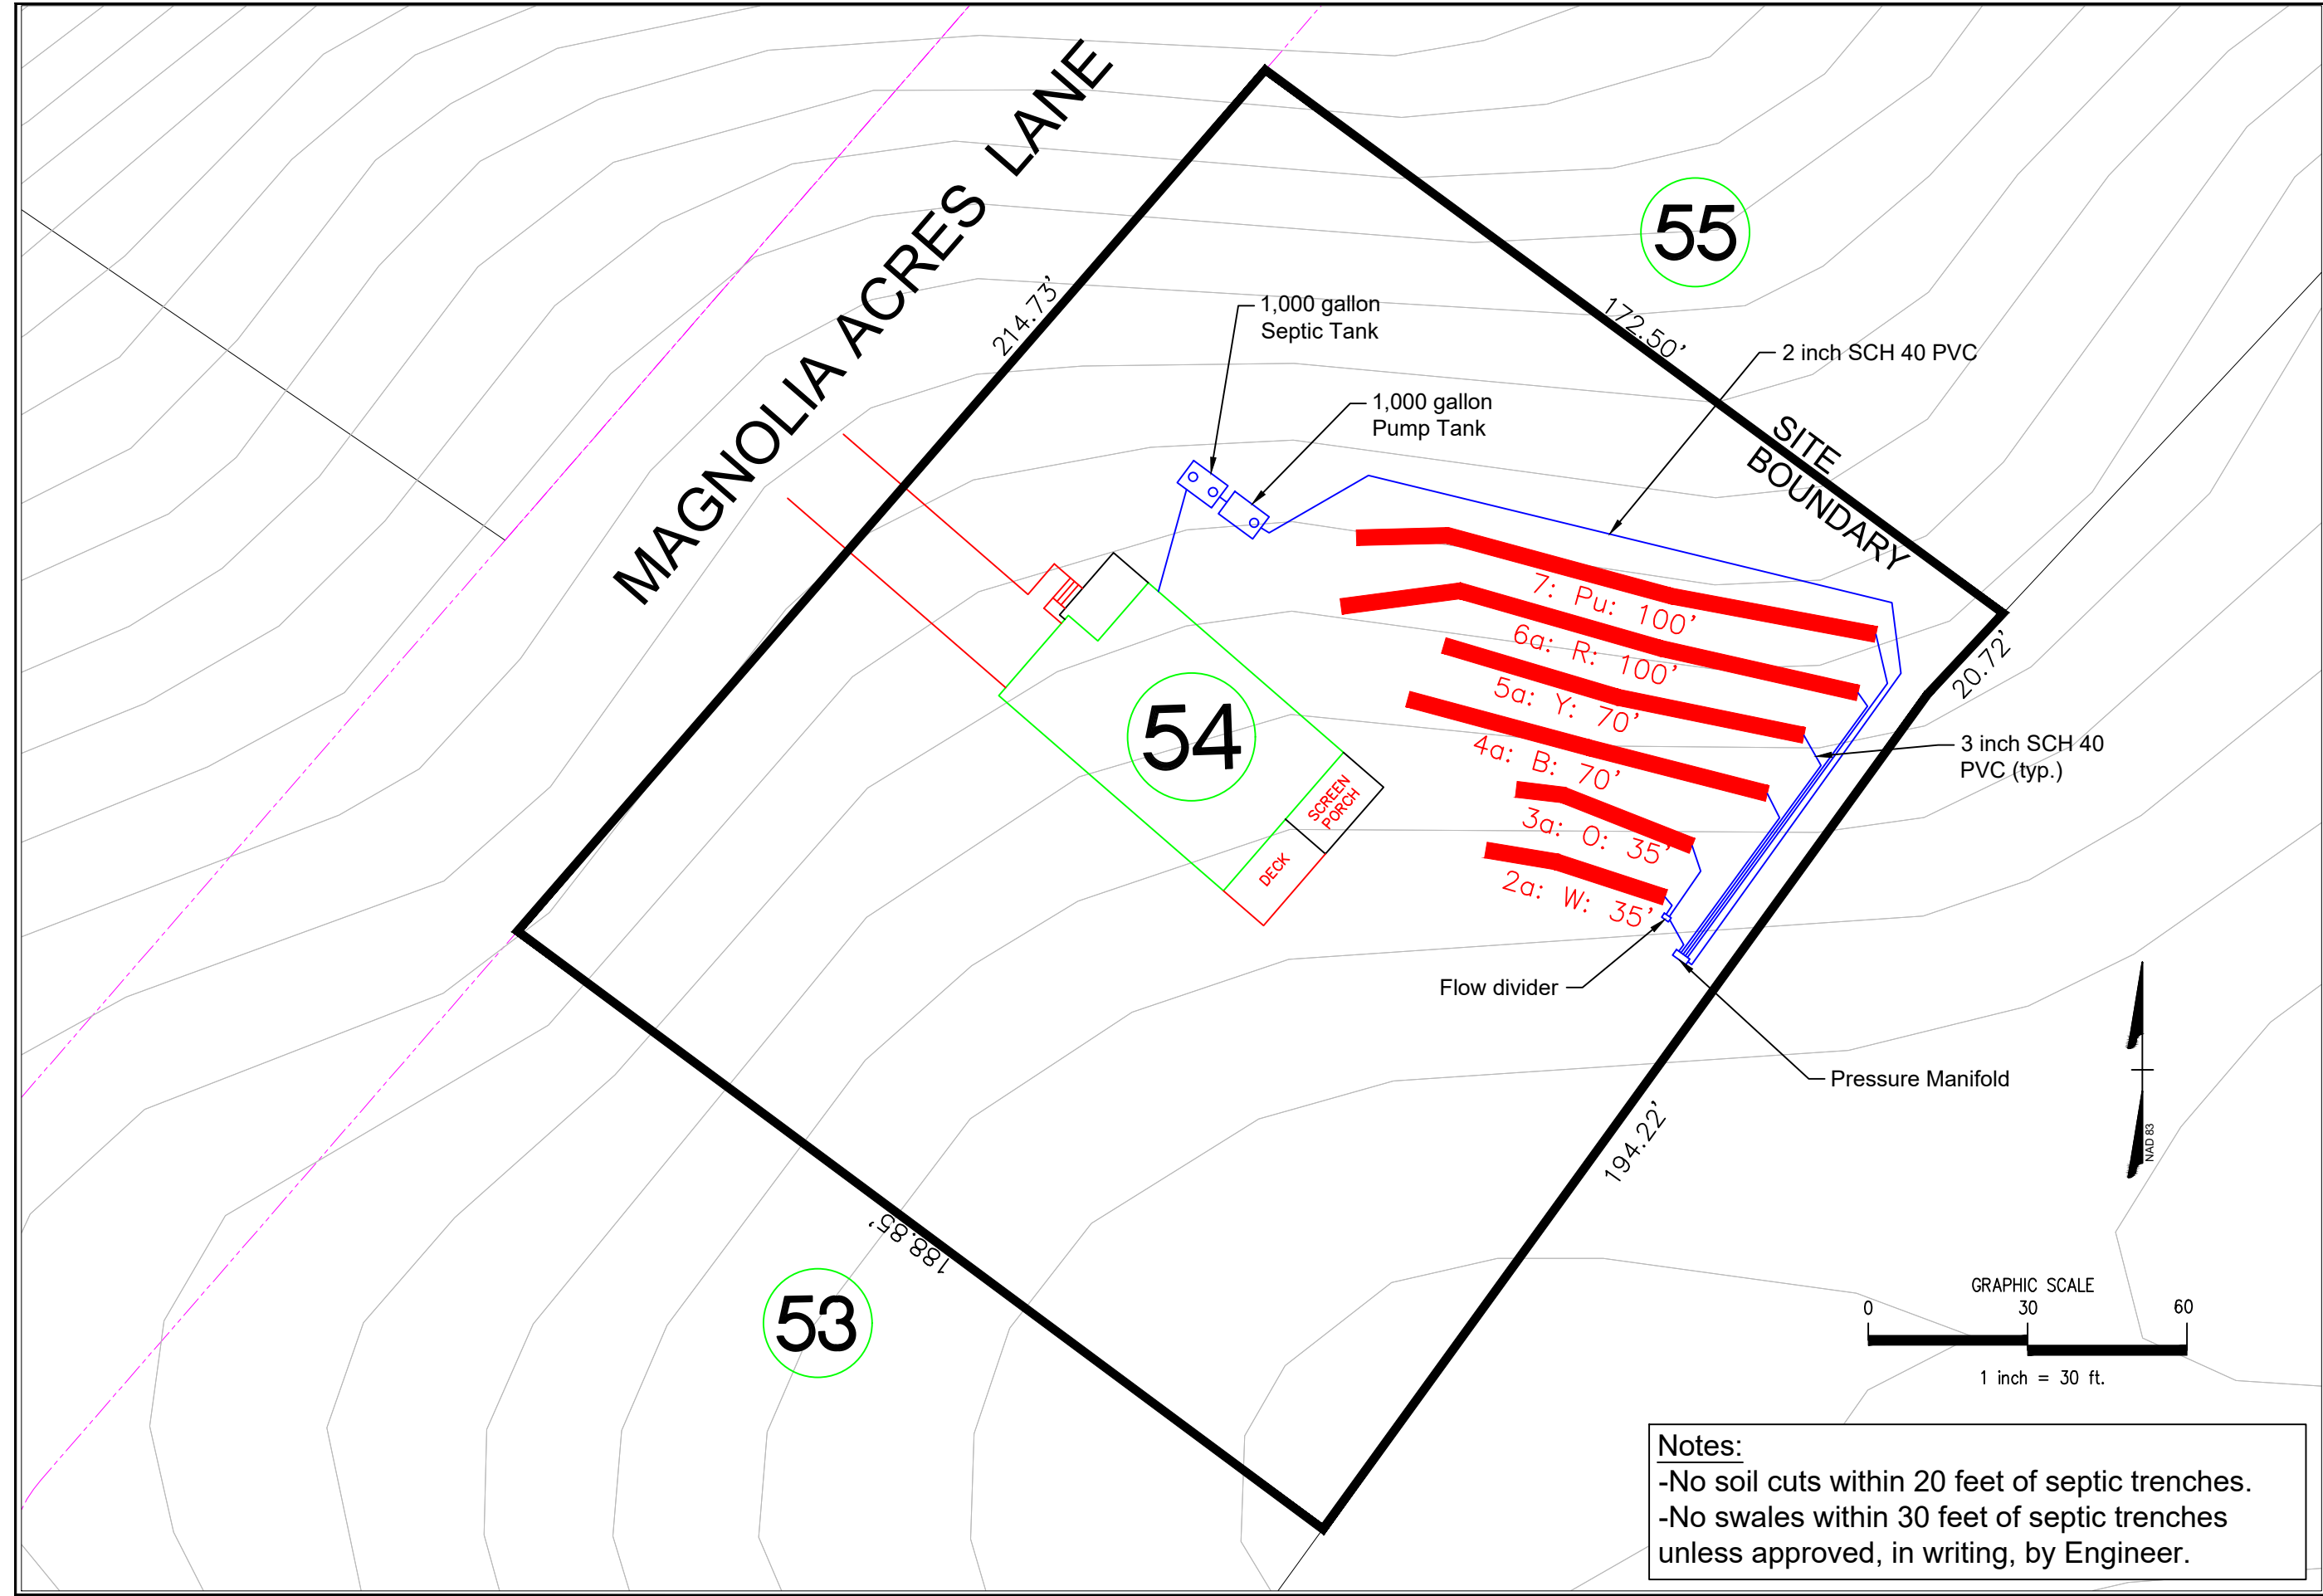 MAGNOLIA ACRES LANE
214.73'
55
172.50'
1,000 gallon
Septic Tank
2 inch SCH 40 PVC
1,000 gallon
Pump Tank
SITE
BOUNDARY
7: Pu: 100'
6a: R: 100'
5a: Y: 70'
4a: B: 70'
3a: O: 35'
2a: W: 35'
20.72'
54
SCREEN
PORCH
DECK
3 inch SCH 40
PVC (typ.)
Flow divider
Pressure Manifold
194.22'
188.85'
53
NAD 83
GRAPHIC SCALE
0 30 60
1 inch = 30 ft.
Notes:
-No soil cuts within 20 feet of septic trenches.
-No swales within 30 feet of septic trenches
unless approved, in writing, by Engineer.